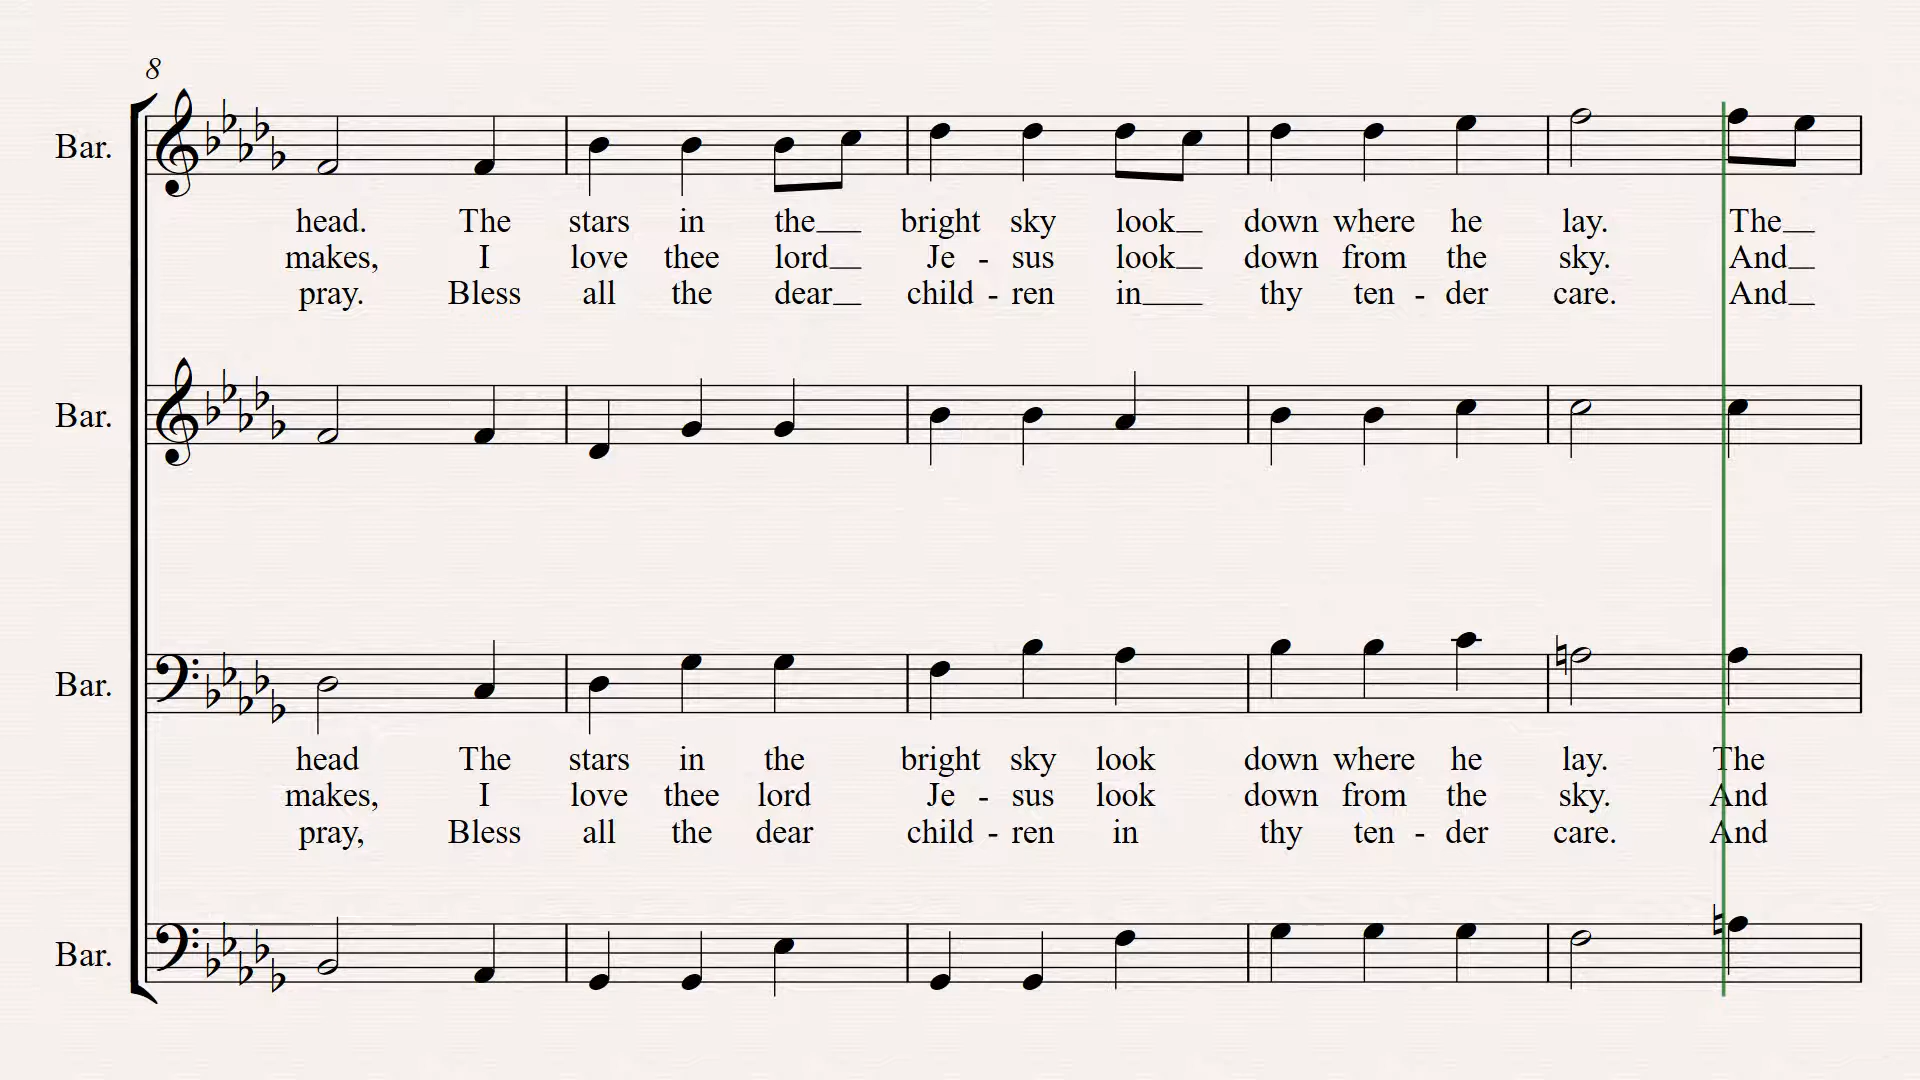 8
Bar.
head. The stars in the bright sky look down where he lay. The
makes, I love thee lord Je - sus look down from the sky. And
pray. Bless all the dear child - ren in thy ten - der care. And
Bar.
Bar.
head The stars in the bright sky look down where he lay. The
makes, I love thee lord Je - sus look down from the sky. And
pray, Bless all the dear child - ren in thy ten - der care. And
Bar.